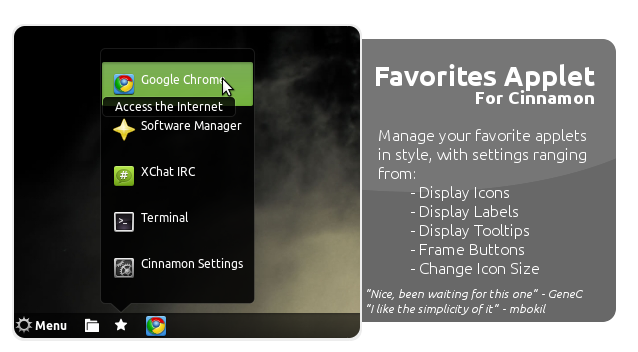 Google Chrome
Access the Internet
Software Manager
XChat IRC
Terminal
Cinnamon Settings
Menu
Favorites Applet
For Cinnamon
Manage your favorite applets
in style, with settings ranging
from:
- Display Icons
- Display Labels
- Display Tooltips
- Frame Buttons
- Change Icon Size
"Nice, been waiting for this one" - GeneC
"I like the simplicity of it" - mbokil